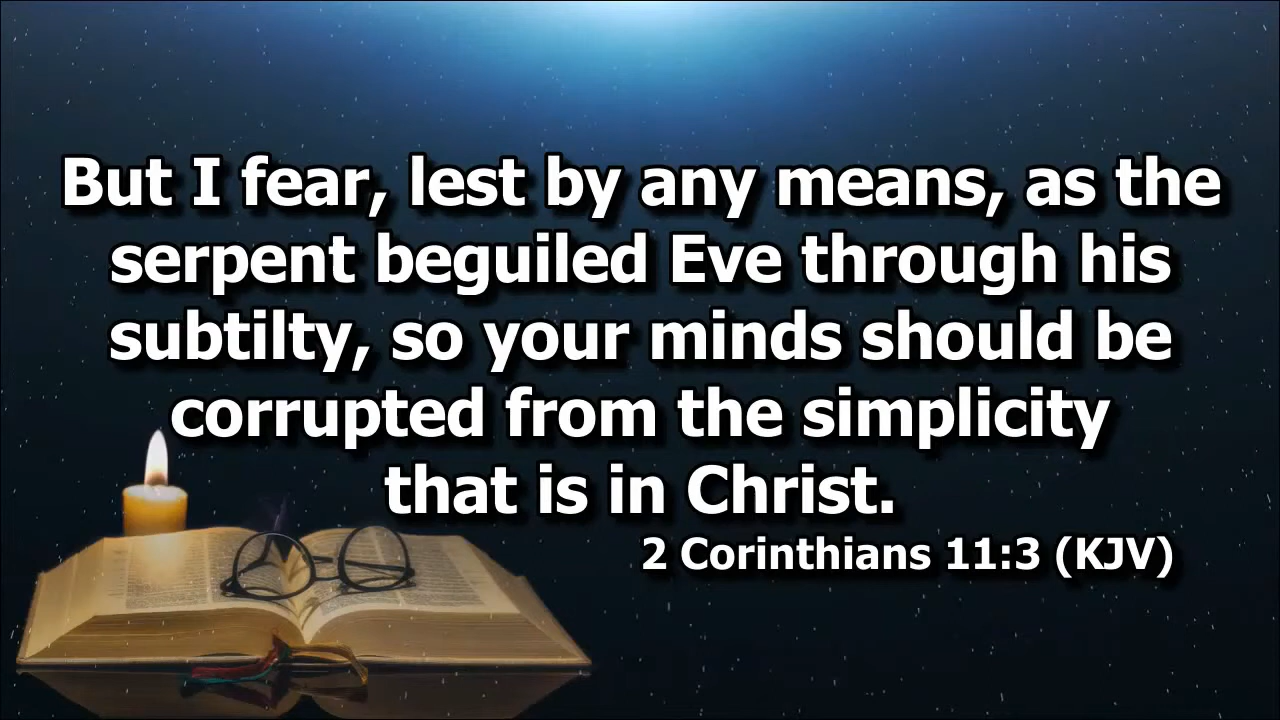 But I fear, lest by any means, as the
serpent beguiled Eve through his
subtilty, so your minds should be
corrupted from the simplicity
that is in Christ.
2 Corinthians 11:3 (KJV)